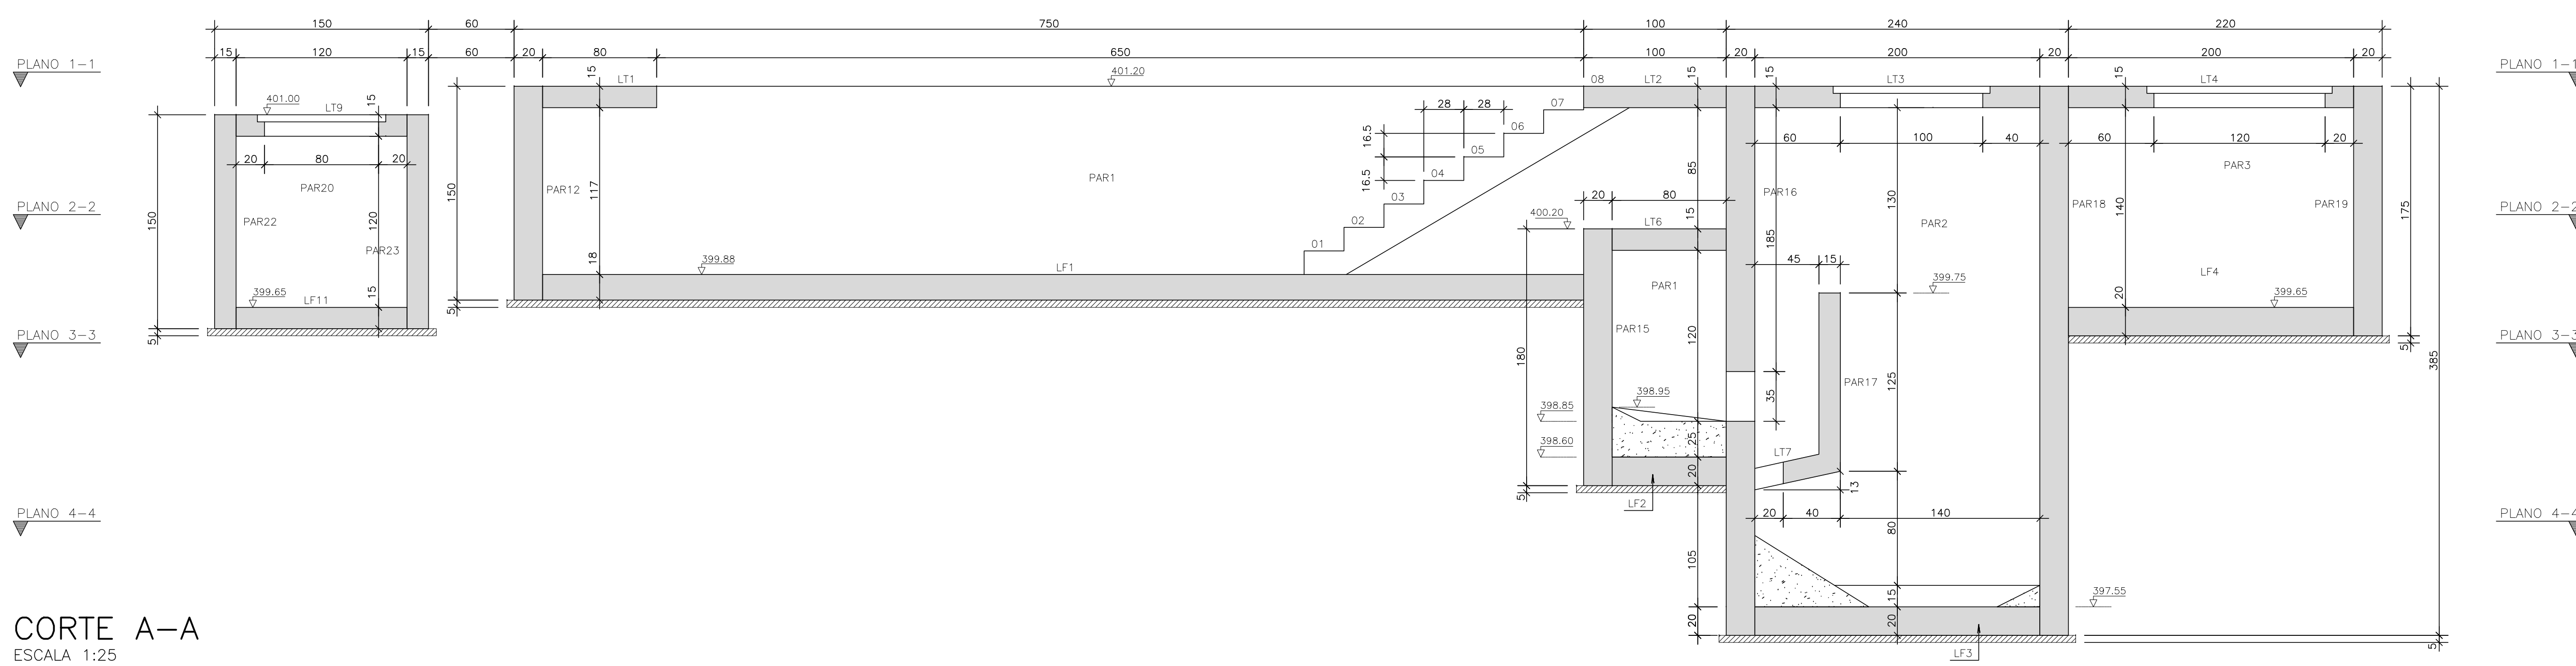 150 60 750 100 240 220
15 120 15 60 20 80 650 100 20 200 20 200 20
PLANO 1-1 PLANO 1-1
15 LT1 401.20 08 LT2 15 15 LT3 15 LT4
401.00 LT9 15
28 28 07
16.5 06
60 100 40 60 120 20
20 80 20 05
PAR3
16.5 04
85
PAR20 PAR12 117 PAR1 PAR16 130
03 20 80
PLANO 2-2 PAR18 140 PAR19 175 PLANO 2-2
150 PAR22 120 150 02 400.20 15 LT6 PAR2
185
PAR23 01
399.88 18 LF1 45 15 LF4
399.65 LF11 15 399.75 20 399.65
PAR1
5
5 120 5
PLANO 3-3 PAR15 PLANO 3-3
180 385
PAR17 125
398.95 35
398.85
25
398.60 LT7
20
5 13
LF2
PLANO 4-4 20 40 140 PLANO 4-4
80
105
15 397.55
20 20
CORTE A-A
5
ESCALA 1:25
LF3